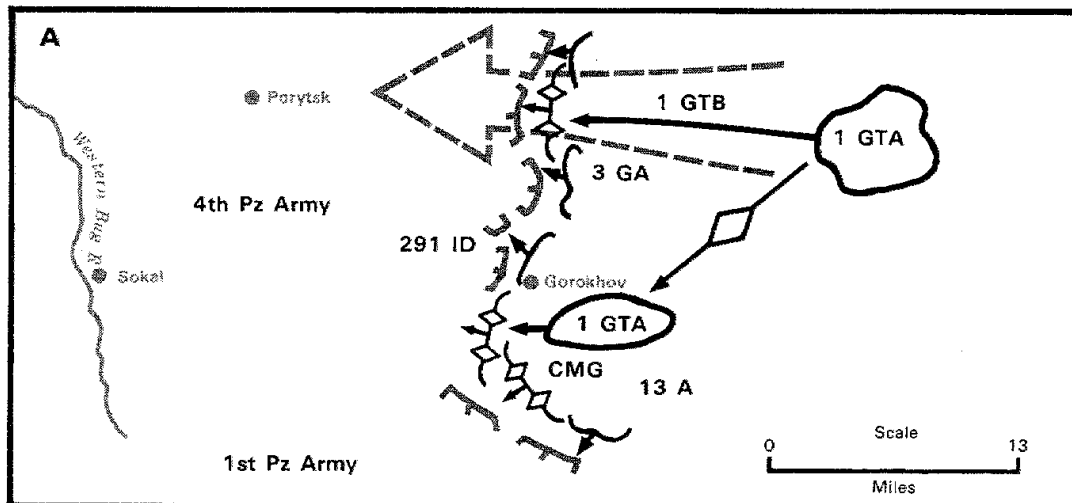 A
Porytsk
1 GTB
1 GTA
Western Bug R
3 GA
4th Pz Army
291 ID
Sokal
Gorokhov
1 GTA
CMG
13 A
1st Pz Army
0 Scale 13
Miles